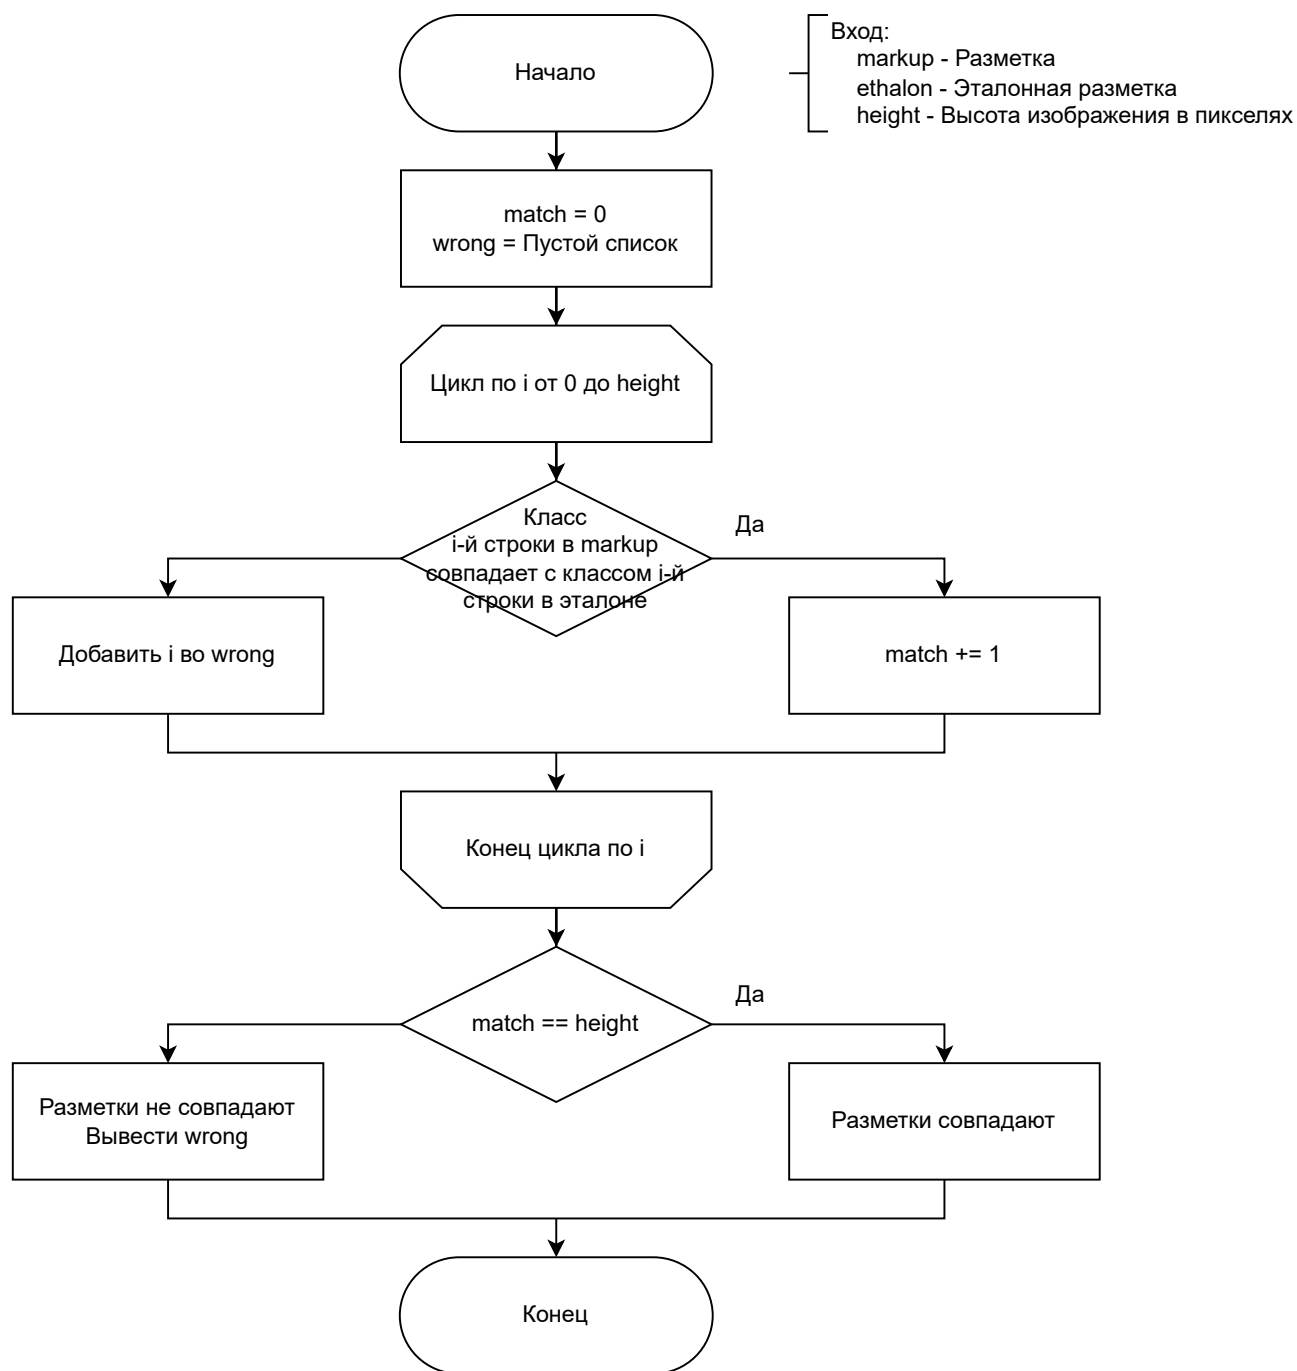 Начало
Вход:
markup - Разметка
ethalon - Эталонная разметка
height - Высота изображения в пикселях
match = 0
wrong = Пустой список
Цикл по i от 0 до height
Класс
i-й строки в markup
совпадает с классом i-й
строки в эталоне
Да
Добавить i во wrong
match += 1
Конец цикла по i
match == height
Да
Разметки не совпадают
Вывести wrong
Разметки совпадают
Конец